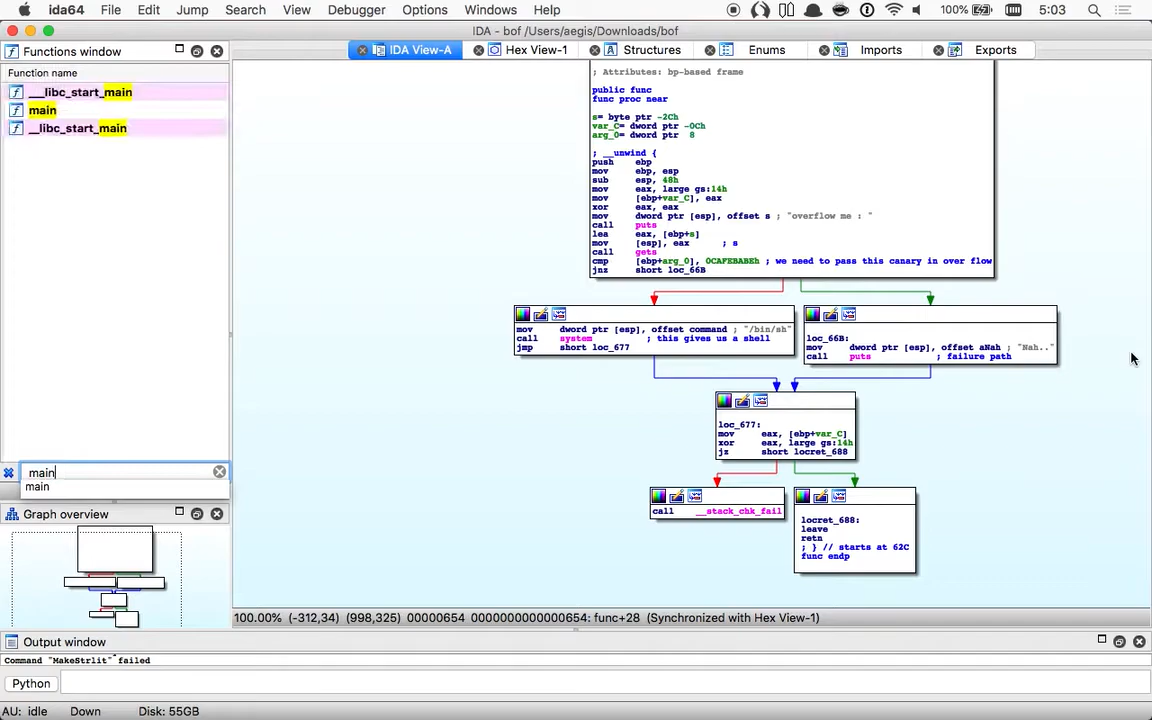 ida64 File Edit Jump Search View Debugger Options Windows Help 100% 5:03
IDA - bof /Users/aegis/Downloads/bof
Functions window
IDA View-A
Hex View-1
Structures
Enums
Imports
Exports
Function name
__libc_start_main
main
__libc_start_main
; Attributes: bp-based frame
public func
func proc near
s= byte ptr -2Ch
var_C= dword ptr -0Ch
arg_0= dword ptr 8
; __unwind {
push ebp
mov ebp, esp
sub esp, 48h
mov eax, large gs:14h
mov [ebp+var_C], eax
xor eax, eax
mov dword ptr [esp], offset s ; "overflow me : "
call puts
lea eax, [ebp+s]
mov [esp], eax ; s
call gets
cmp [ebp+arg_0], 0CAFEBABEh ; we need to pass this canary in over flow
jnz short loc_66B
mov dword ptr [esp], offset command ; "/bin/sh"
call system ; this gives us a shell
jmp short loc_677
loc_66B:
mov dword ptr [esp], offset aNah ; "Nah.."
call puts ; failure path
loc_677:
mov eax, [ebp+var_C]
xor eax, large gs:14h
jz short locret_688
call __stack_chk_fail
locret_688:
leave
retn
; } // starts at 62C
func endp
main
main
Graph overview
100.00% (-312,34) (998,325) 00000654 0000000000000654: func+28 (Synchronized with Hex View-1)
Output window
Command "MakeStrlit" failed
Python
AU: idle Down Disk: 55GB